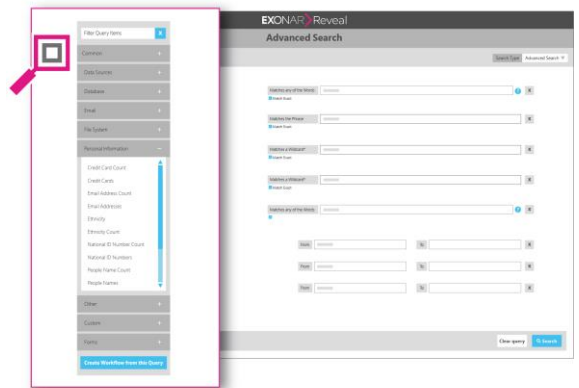 EXONAR Reveal
Advanced Search
Search Type
Advanced Search
Filter Query Items
X
Common
+
Data Sources
+
Database
+
Email
+
File System
+
Personal Information
–
Credit Card Count
Credit Cards
Email Address Count
Email Addresses
Ethnicity
Ethnicity Count
National ID Number Count
National ID Numbers
People Name Count
People Names
Other
+
Custom
+
Forms
+
Create Workflow from this Query
Matches any of the Words
?
X
Match Exact
Matches the Phrase
X
Match Exact
Matches a Wildcard*
X
Match Exact
Matches a Wildcard*
X
Match Exact
Matches any of the Words
?
X
From
To
X
From
To
X
From
To
X
Clear query
Search